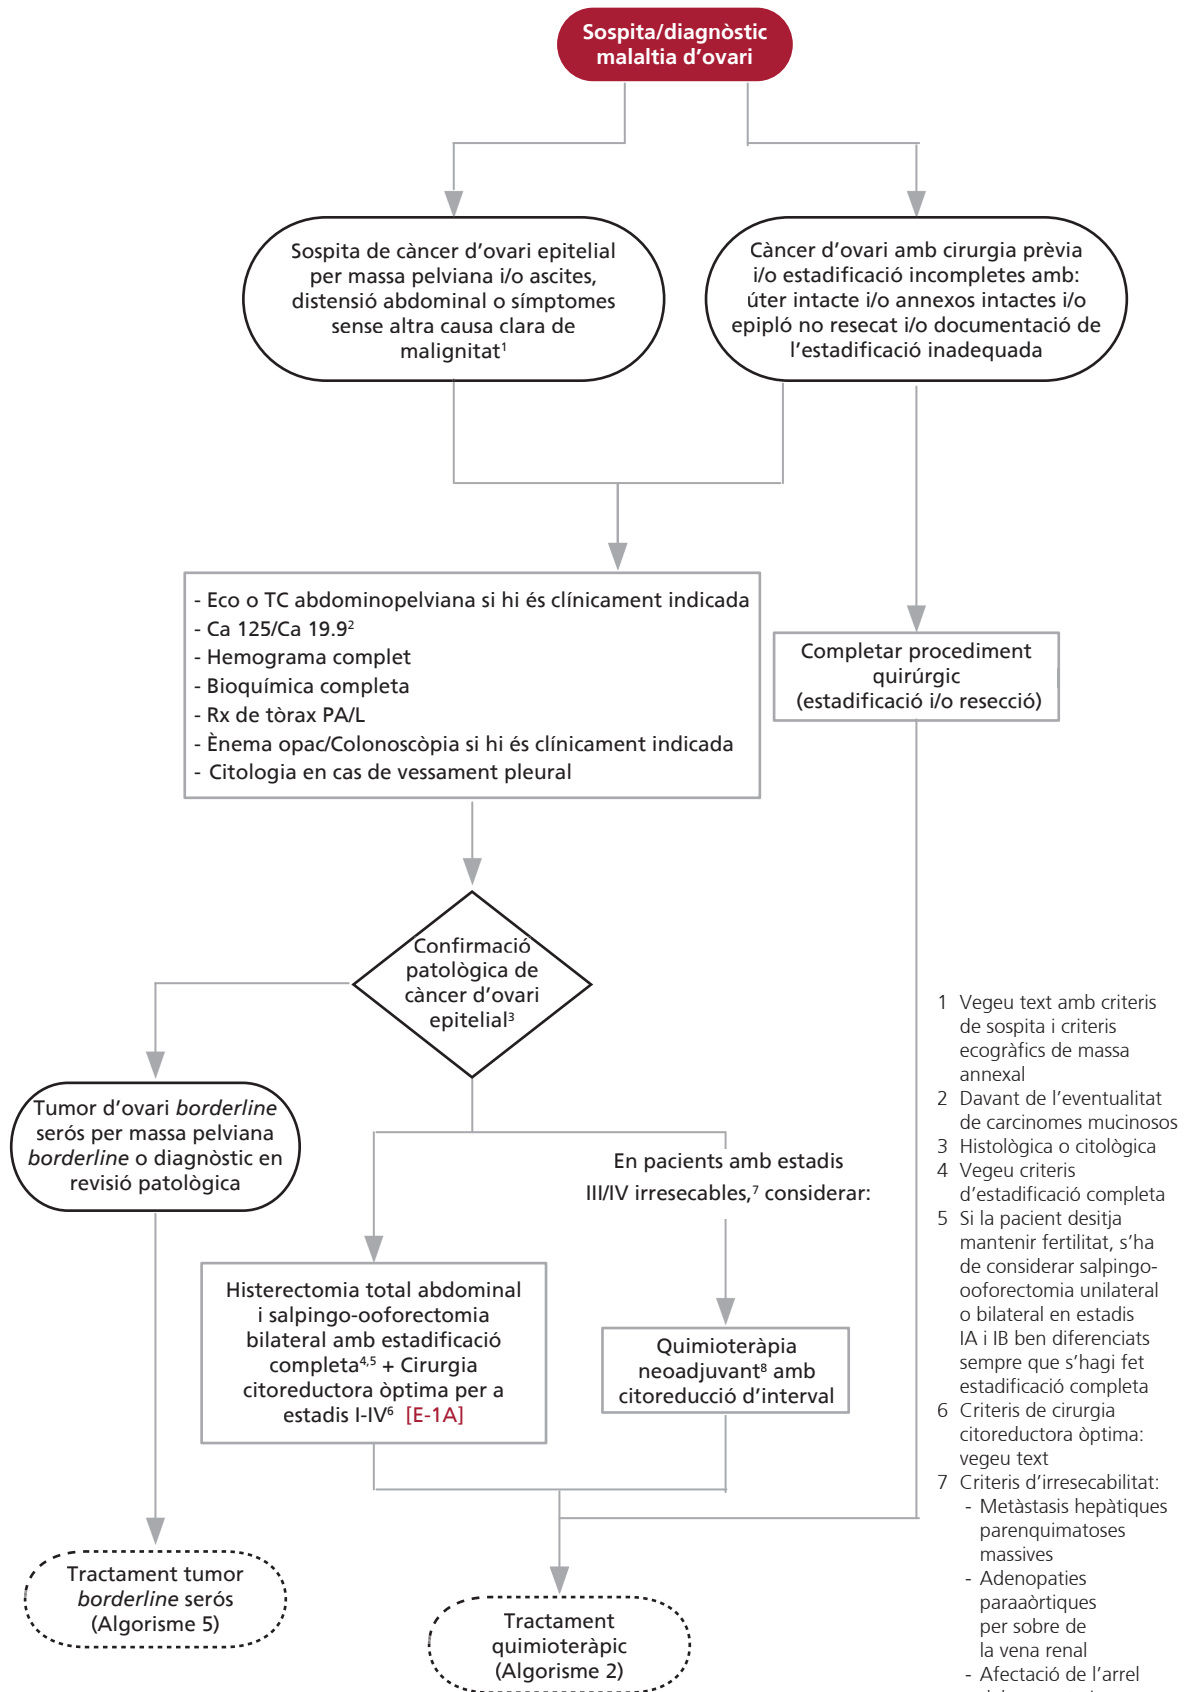 Sospita/diagnòstic
malaltia d'ovari
Sospita de càncer d'ovari epitelial
per massa pelviana i/o ascites,
distensió abdominal o símptomes
sense altra causa clara de
malignitat¹
Càncer d'ovari amb cirurgia prèvia
i/o estadificació incompletes amb:
úter intacte i/o annexos intactes i/o
epipló no resecat i/o documentació de
l'estadificació inadequada
- Eco o TC abdominopelviana si hi és clínicament indicada
- Ca 125/Ca 19.9²
- Hemograma complet
- Bioquímica completa
- Rx de tòrax PA/L
- Ènema opac/Colonoscòpia si hi és clínicament indicada
- Citologia en cas de vessament pleural
Completar procediment
quirúrgic
(estadificació i/o resecció)
Confirmació
patològica de
càncer d'ovari
epitelial³
Tumor d'ovari borderline
serós per massa pelviana
borderline o diagnòstic en
revisió patològica
En pacients amb estadis
III/IV irresecables,⁷ considerar:
Histerectomia total abdominal
i salpingo-ooforectomia
bilateral amb estadificació
completa⁴,⁵ + Cirurgia
citoreductora òptima per a
estadis I-IV⁶ [E-1A]
Quimioteràpia
neoadjuvant⁸ amb
citoreducció d'interval
Tractament tumor
borderline serós
(Algorisme 5)
Tractament
quimioteràpic
(Algorisme 2)
1 Vegeu text amb criteris
de sospita i criteris
ecogràfics de massa
annexal
2 Davant de l'eventualitat
de carcinomes mucinosos
3 Histològica o citològica
4 Vegeu criteris
d'estadificació completa
5 Si la pacient desitja
mantenir fertilitat, s'ha
de considerar salpingo-
ooforectomia unilateral
o bilateral en estadis
IA i IB ben diferenciats
sempre que s'hagi fet
estadificació completa
6 Criteris de cirurgia
citoreductora òptima:
vegeu text
7 Criteris d'irresecabilitat:
- Metàstasis hepàtiques
parenquimatoses
massives
- Adenopaties
paraaòrtiques
per sobre de
la vena renal
- Afectació de l'arrel